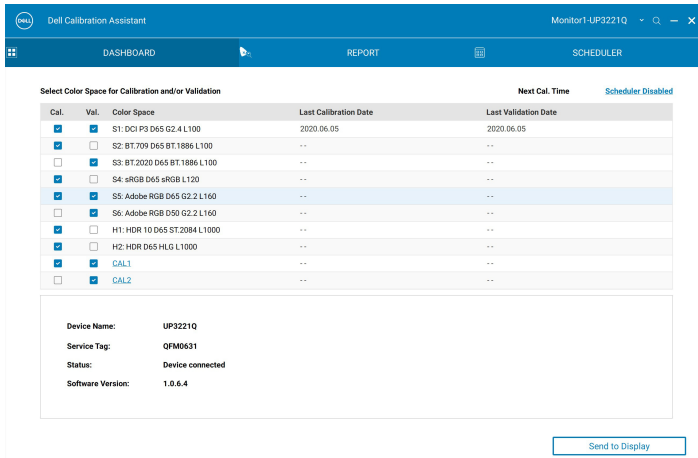 DELL Dell Calibration Assistant Monitor1-UP3221Q
DASHBOARD REPORT SCHEDULER
Select Color Space for Calibration and/or Validation Next Cal. Time Scheduler Disabled
Cal. Val. Color Space Last Calibration Date Last Validation Date
S1: DCI P3 D65 G2.4 L100 2020.06.05 2020.06.05
S2: BT.709 D65 BT.1886 L100 -- --
S3: BT.2020 D65 BT.1886 L100 -- --
S4: sRGB D65 sRGB L120 -- --
S5: Adobe RGB D65 G2.2 L160 -- --
S6: Adobe RGB D50 G2.2 L160 -- --
H1: HDR 10 D65 ST.2084 L1000 -- --
H2: HDR D65 HLG L1000 -- --
CAL1 -- --
CAL2 -- --
Device Name: UP3221Q
Service Tag: QFM0631
Status: Device connected
Software Version: 1.0.6.4
Send to Display